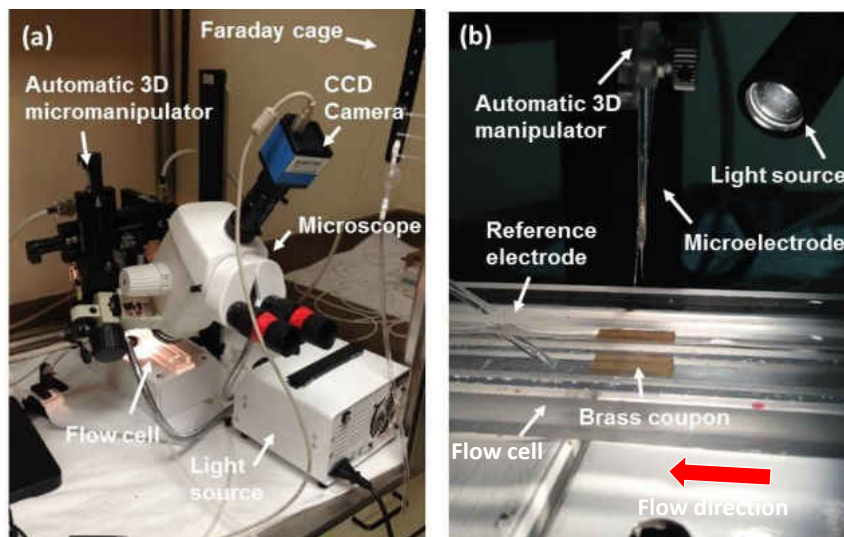 (a)
Faraday cage
Automatic 3D
micromanipulator
CCD
Camera
Microscope
Flow cell
Light
source
(b)
Automatic 3D
manipulator
Light source
Reference
electrode
Microelectrode
Brass coupon
Flow cell
Flow direction